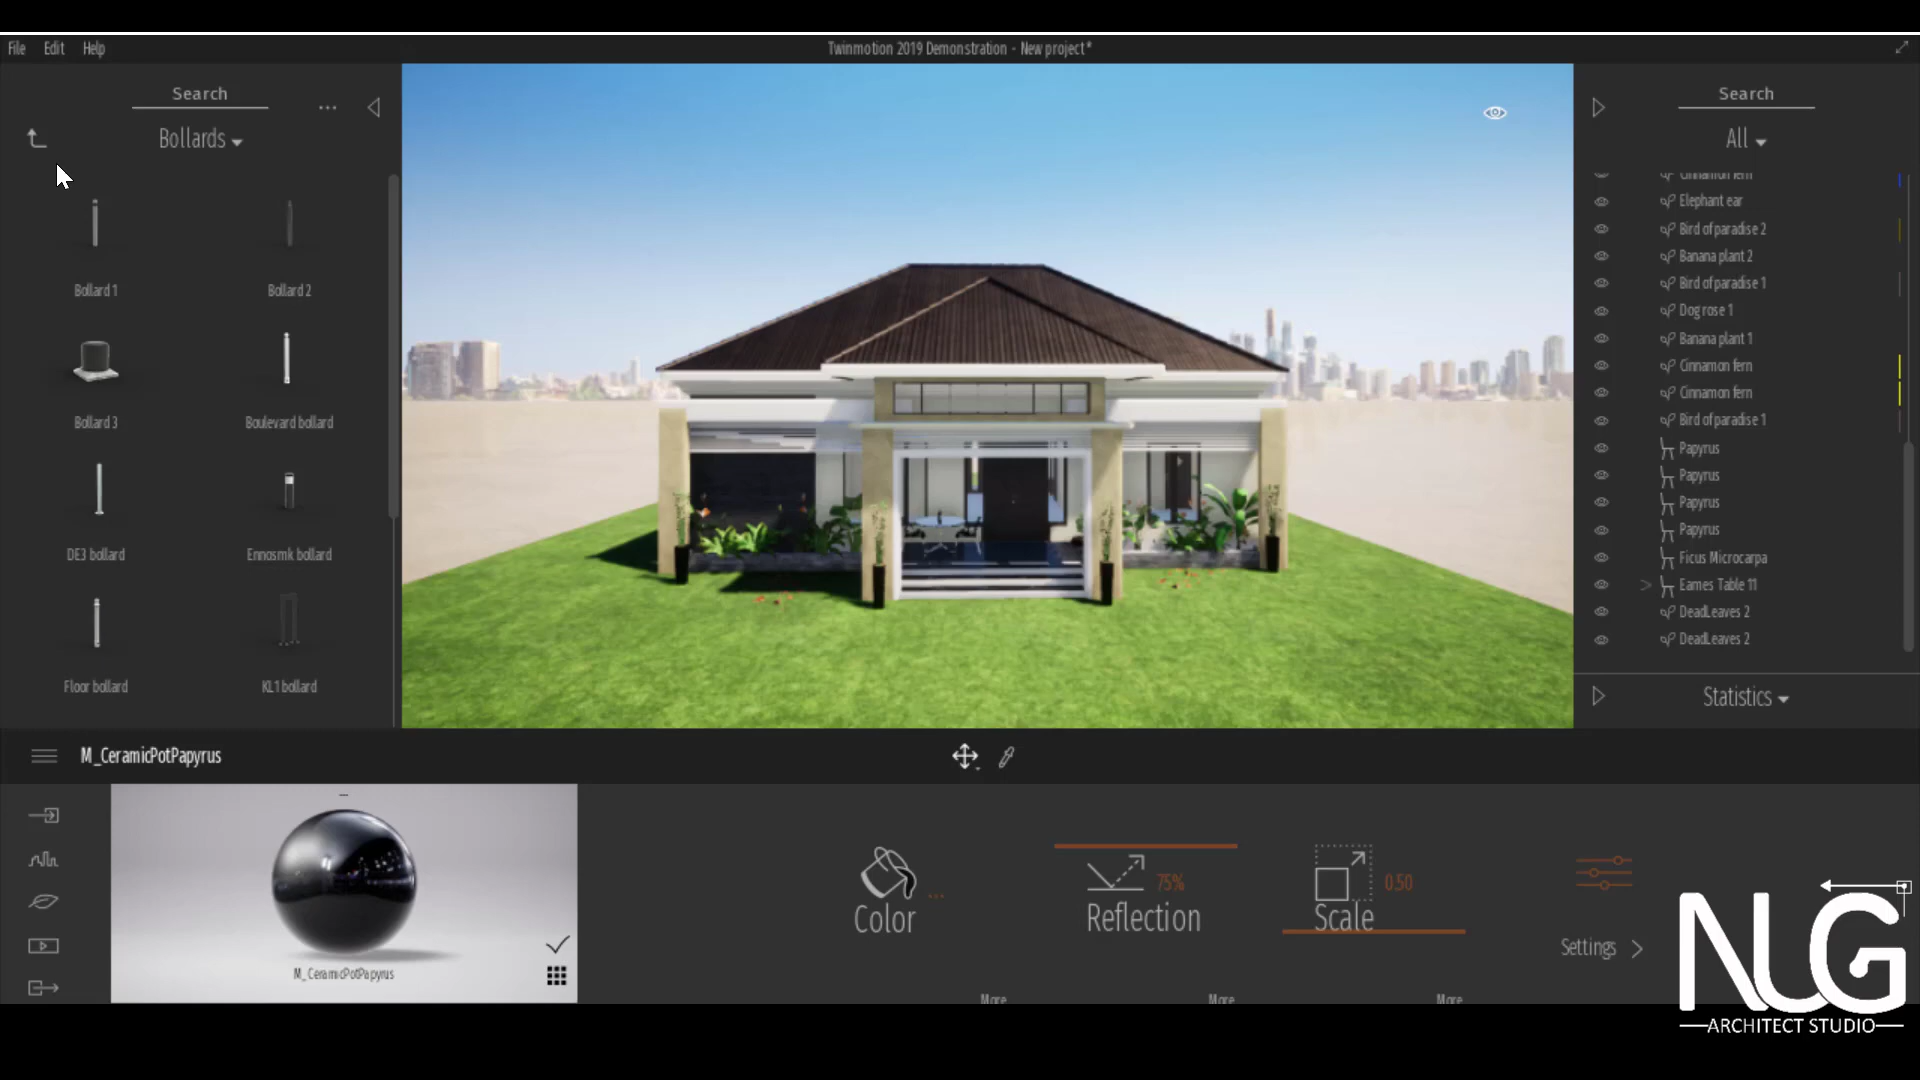 File Edit Help
Twinmotion 2019 Demonstration - New project*
Search
...
Bollards
Bollard 1
Bollard 2
Bollard 3
Boulevard bollard
DE3 bollard
Ennosmk bollard
Floor bollard
KL1 bollard
Search
All
Cinnamon fern
Elephant ear
Bird of paradise 2
Banana plant 2
Bird of paradise 1
Dog rose 1
Banana plant 1
Cinnamon fern
Cinnamon fern
Bird of paradise 1
Papyrus
Papyrus
Papyrus
Papyrus
Ficus Microcarpa
> Eames Table 11
DeadLeaves 2
DeadLeaves 2
Statistics
M_CeramicPotPapyrus
M_CeramicPotPapyrus
Color ...
75%
Reflection
0.50
Scale
Settings
More
More
More
NLG
ARCHITECT STUDIO